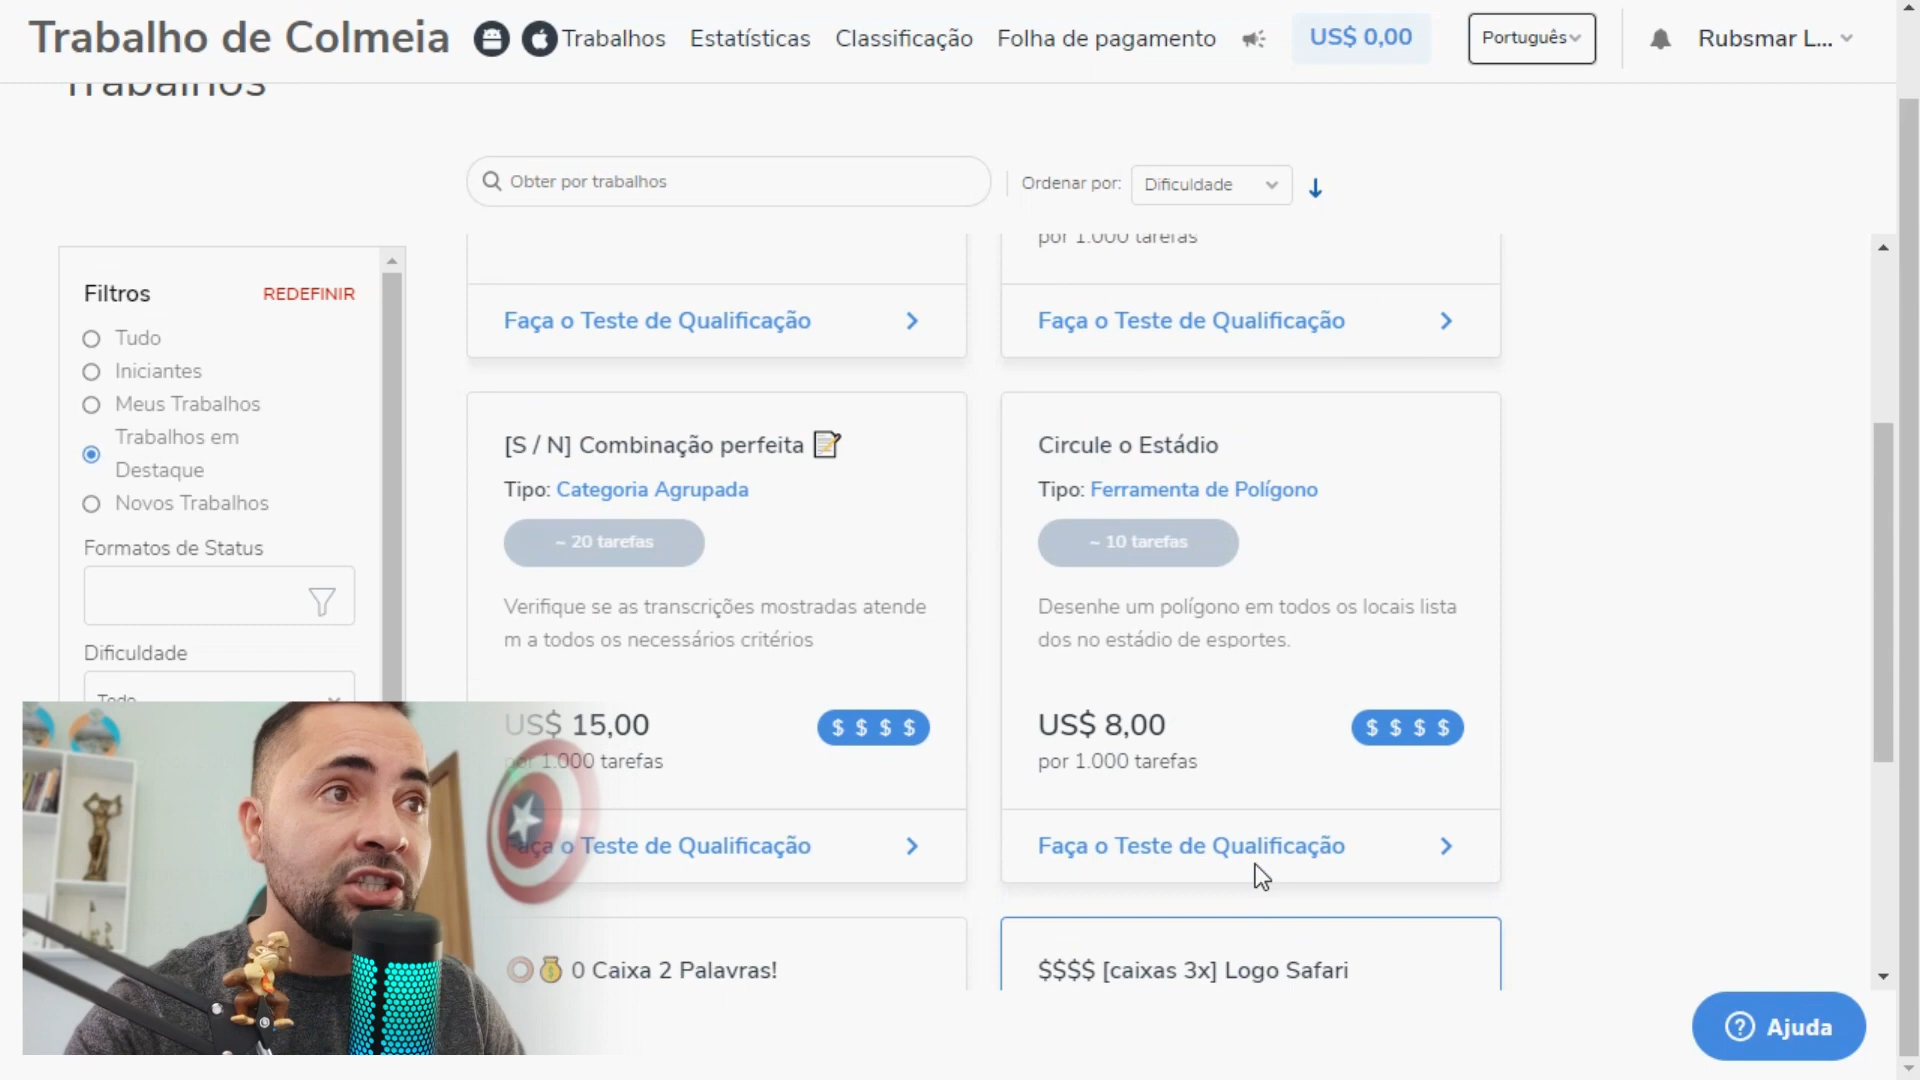 Trabalho de Colmeia
Trabalhos
Estatísticas
Classificação
Folha de pagamento
US$ 0,00
Português
Rubsmar L...
Trabalhos
Obter por trabalhos
Ordenar por:
Dificuldade
Filtros
REDEFINIR
Tudo
Iniciantes
Meus Trabalhos
Trabalhos em
Destaque
Novos Trabalhos
Formatos de Status
Dificuldade
Todo
por 1.000 tarefas
Faça o Teste de Qualificação
Faça o Teste de Qualificação
[S / N] Combinação perfeita
Tipo: Categoria Agrupada
~ 20 tarefas
Verifique se as transcrições mostradas atende
m a todos os necessários critérios
US$ 15,00
$ $ $ $
por 1.000 tarefas
Faça o Teste de Qualificação
Circule o Estádio
Tipo: Ferramenta de Polígono
~ 10 tarefas
Desenhe um polígono em todos os locais lista
dos no estádio de esportes.
US$ 8,00
$ $ $ $
por 1.000 tarefas
Faça o Teste de Qualificação
0 Caixa 2 Palavras!
$$$$ [caixas 3x] Logo Safari
Ajuda